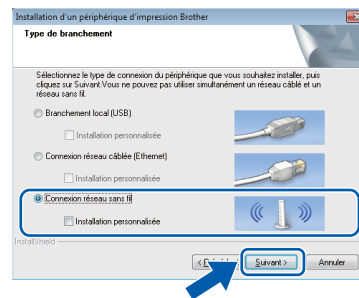 Installation d'un périphérique d'impression Brother
Type de branchement
Sélectionnez le type de connexion du périphérique que vous souhaitez installer, puis
cliquez sur Suivant.Vous ne pouvez pas utiliser simultanément un réseau câblé et un
réseau sans fil.
Branchement local (USB)
Installation personnalisée
Connexion réseau câblée (Ethernet)
Installation personnalisée
Connexion réseau sans fil
Installation personnalisée
InstallShield
Suivant >
Annuler